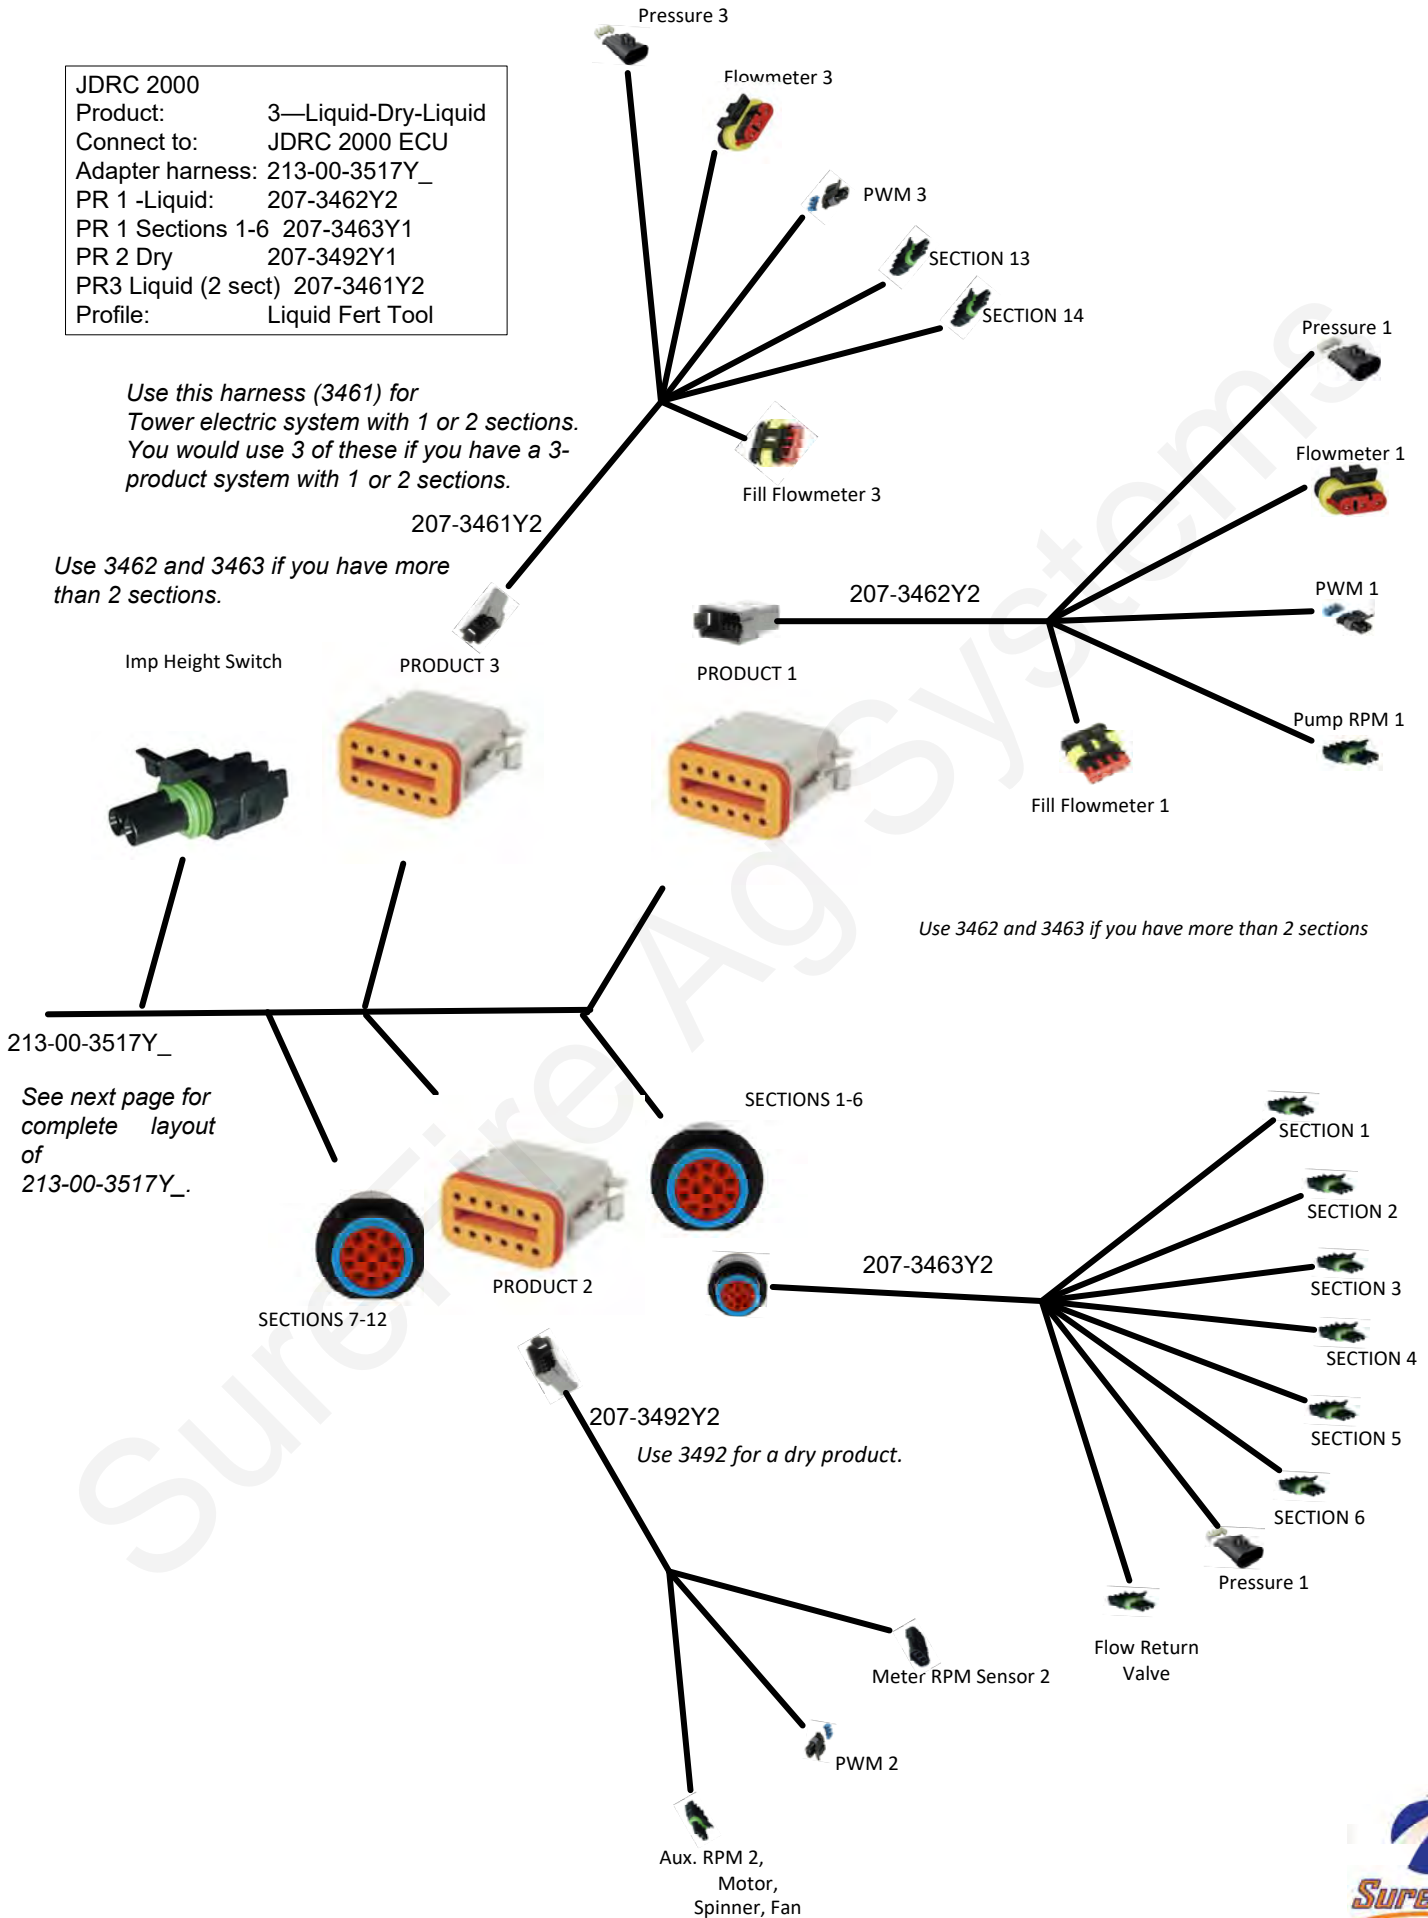 Pressure 3
JDRC 2000
Product: 3—Liquid-Dry-Liquid
Connect to: JDRC 2000 ECU
Adapter harness: 213-00-3517Y_
PR 1 -Liquid: 207-3462Y2
PR 1 Sections 1-6 207-3463Y1
PR 2 Dry 207-3492Y1
PR3 Liquid (2 sect) 207-3461Y2
Profile: Liquid Fert Tool
Flowmeter 3
PWM 3
SECTION 13
SECTION 14
Fill Flowmeter 3
Use this harness (3461) for
Tower electric system with 1 or 2 sections.
You would use 3 of these if you have a 3-
product system with 1 or 2 sections.
207-3461Y2
Use 3462 and 3463 if you have more
than 2 sections.
Pressure 1
Flowmeter 1
207-3462Y2
PWM 1
Pump RPM 1
Fill Flowmeter 1
Imp Height Switch
PRODUCT 3
PRODUCT 1
Use 3462 and 3463 if you have more than 2 sections
213-00-3517Y_
See next page for
complete layout
of
213-00-3517Y_.
SECTIONS 1-6
SECTIONS 7-12
PRODUCT 2
207-3463Y2
SECTION 1
SECTION 2
SECTION 3
SECTION 4
SECTION 5
SECTION 6
Pressure 1
Flow Return
Valve
207-3492Y2
Use 3492 for a dry product.
Meter RPM Sensor 2
PWM 2
Aux. RPM 2,
Motor,
Spinner, Fan
SureFire Ag Systems